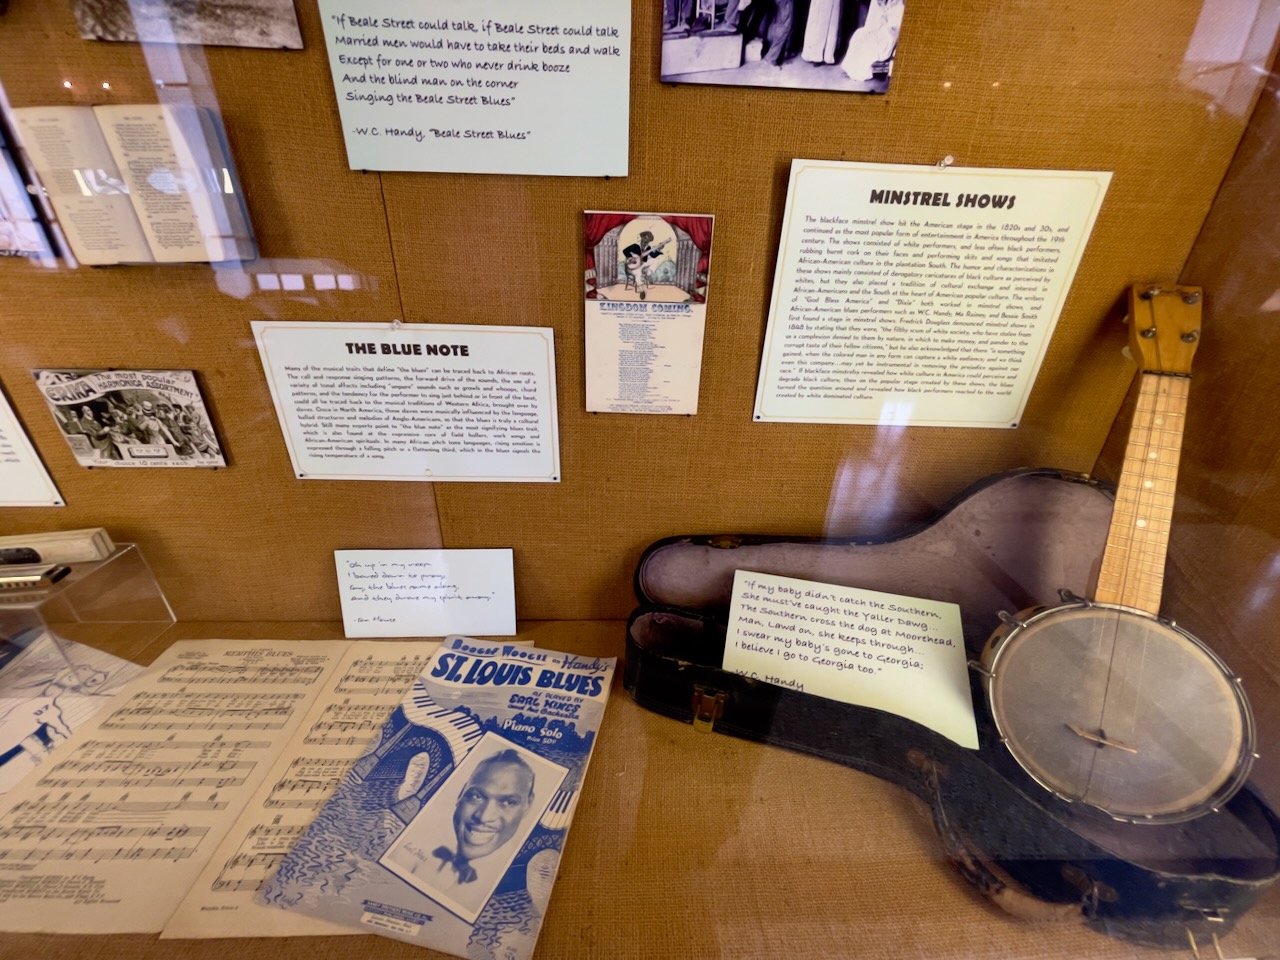 "If Beale Street could talk, if Beale Street could talk
Married men would have to take their beds and walk
Except for one or two who never drink booze
And the blind man on the corner
Singing the Beale Street Blues"
-W.C. Handy, "Beale Street Blues"
MINSTREL SHOWS
The blackface minstrel show hit the American stage in the 1820s and 30s, and
continued as the most popular form of entertainment in America throughout the 19th
century. The shows consisted of white performers, and less often black performers,
rubbing burnt cork on their faces and performing skits and songs that imitated
African-American culture in the plantation South. The humor and characterizations in
these shows mainly consisted of derogatory caricatures of black culture as perceived by
whites, but they also placed a tradition of cultural exchange and interest in
African-Americans and the South at the heart of American popular culture. The writers
of "God Bless America" and "Dixie" both worked in minstrel shows, and
African-American blues performers such as W.C. Handy, Ma Rainey, and Bessie Smith
first found a stage in minstrel shows. Fredrick Douglass denounced minstrel shows in
1848 by stating that they were, "the filthy scum of white society, who have stolen from
us a complexion denied to them by nature, in which to make money, and pander to the
corrupt taste of their fellow citizens," but he also acknowledged that there "is something
gained, when the colored man in any form can capture a white audience; and we think
even this company...may yet be instrumental in removing the prejudice against our
race." If blackface minstrelsy revealed how white culture in America could perceive and
degrade black culture, then on the popular stage created by these shows, the blues
turned the question around and revealed how black performers reacted to the world
created by white dominated culture.
KINGDOM COMING.
THE BLUE NOTE
Many of the musical traits that define "the blues" can be traced back to African roots.
The call and response singing patterns, the forward drive of the sounds, the use of a
variety of tonal effects including "impure" sounds such as growls and whoops, chord
patterns, and the tendency for the performer to sing just behind or in front of the beat,
could all be traced back to the musical traditions of Western Africa, brought over by
slaves. Once in North America, these slaves were musically influenced by the language,
ballad structures and melodies of Anglo-Americans, so that the blues is truly a cultural
hybrid. Still many experts point to "the blue note" as the most signifying blues trait,
which is also found at the expressive core of field hollers, work songs and
African-American spirituals. In many African pitch tone languages, rising emotion is
expressed through a falling pitch or a flattening third, which in the blues signals the
rising temperature of a song.
The most popular
HARMONICA ASSORTMENT!
Your choice 10 cents each.
"Oh up in my room
I bowed down to pray;
Say, the blues came along,
and they drove my spirit away."
"If my baby didn't catch the Southern,
She must've caught the Yaller Dawg...
The Southern cross the dog at Moorehead,
Man, Lawd on, she keeps through...
I swear my baby's gone to Georgia;
I believe I go to Georgia too."
W.C. Handy
MEMPHIS BLUES
BOOGIE WOOGIE on Handy's
ST. LOUIS BLUES
AS PLAYED BY
EARL HINES
and his Orchestra
Piano Solo
Price 50¢